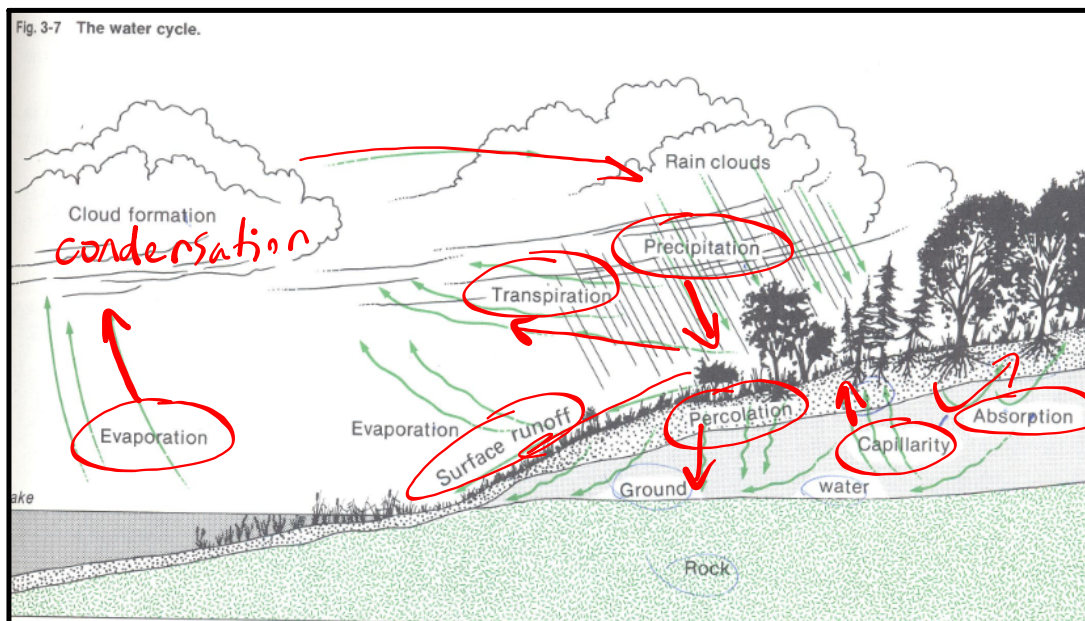 Fig. 3-7 The water cycle.
Rain clouds
Cloud formation
condensation
Precipitation
Transpiration
Evaporation
Evaporation
Surface runoff
Percolation
Capillarity
Absorption
ake
Ground water
Rock